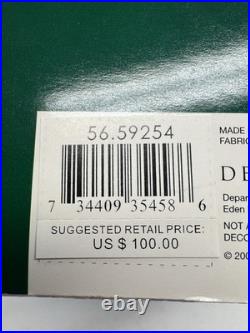 56.59254
MADE
FABRIC
7 34409 35458 6
SUGGESTED RETAIL PRICE:
US $ 100.00
DE
Depar
Eden
NOT A
DECO
© 200